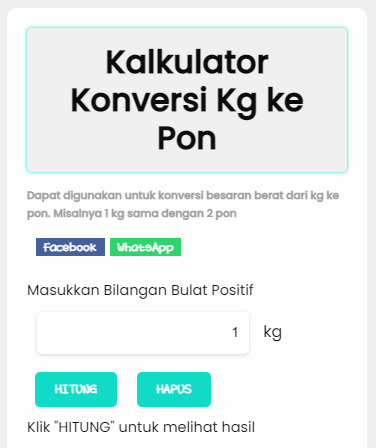 Kalkulator
Konversi Kg ke
Pon
Dapat digunakan untuk konversi besaran berat dari kg ke
pon. Misalnya 1 kg sama dengan 2 pon
Facebook WhatsApp
Masukkan Bilangan Bulat Positif
1 kg
HITUNG HAPUS
Klik "HITUNG" untuk melihat hasil